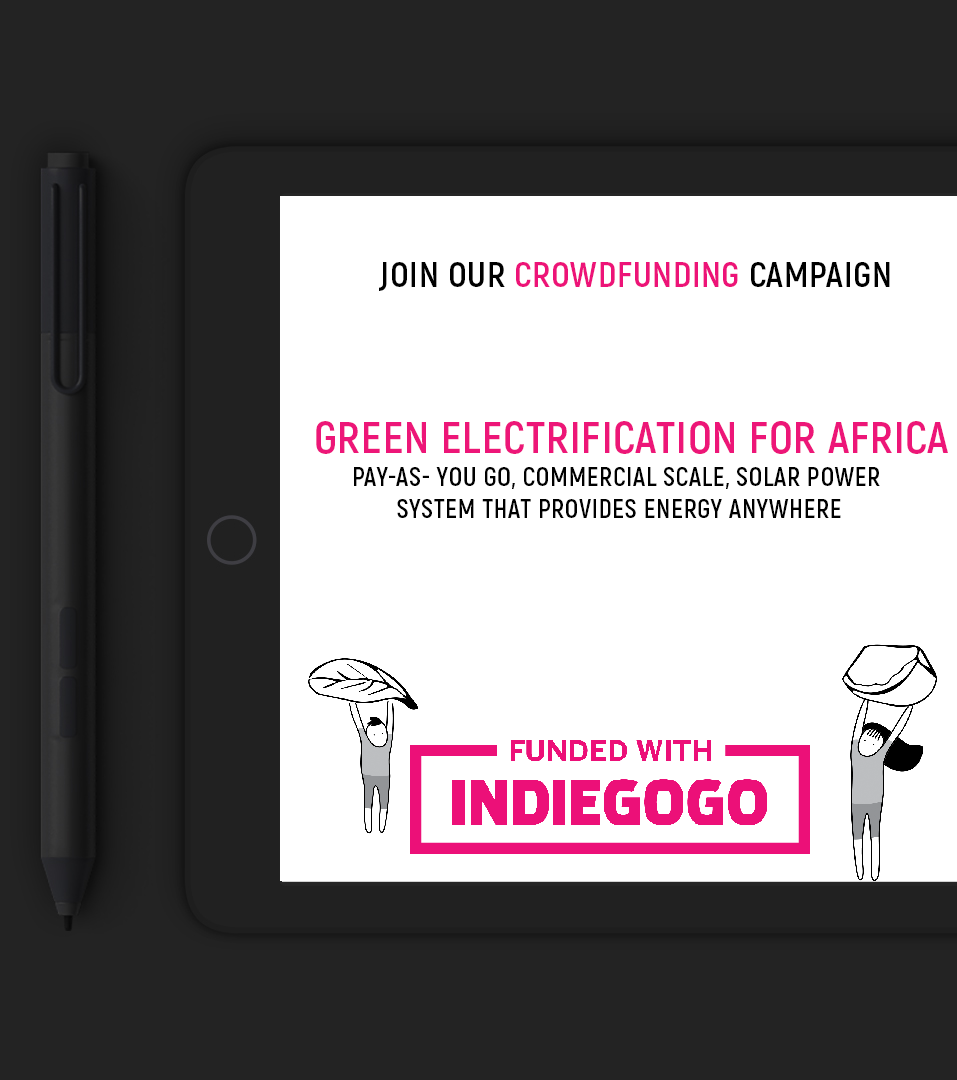 JOIN OUR CROWDFUNDING CAMPAIGN
GREEN ELECTRIFICATION FOR AFRICA
PAY-AS- YOU GO, COMMERCIAL SCALE, SOLAR POWER
SYSTEM THAT PROVIDES ENERGY ANYWHERE
FUNDED WITH
INDIEGOGO